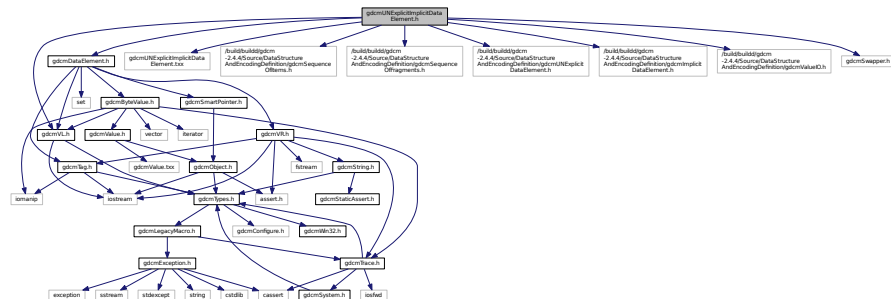 gdcmUNExplicitImplicitData
Element.h
gdcmDataElement.h
gdcmUNExplicitImplicitData
Element.txx
/build/buildd/gdcm
-2.4.4/Source/DataStructure
AndEncodingDefinition/gdcmSequence
OfItems.h
/build/buildd/gdcm
-2.4.4/Source/DataStructure
AndEncodingDefinition/gdcmSequence
OfFragments.h
/build/buildd/gdcm
-2.4.4/Source/DataStructure
AndEncodingDefinition/gdcmUNExplicit
DataElement.h
/build/buildd/gdcm
-2.4.4/Source/DataStructure
AndEncodingDefinition/gdcmImplicit
DataElement.h
/build/buildd/gdcm
-2.4.4/Source/DataStructure
AndEncodingDefinition/gdcmValueIO.h
gdcmSwapper.h
set
gdcmByteValue.h
gdcmSmartPointer.h
gdcmVL.h
gdcmValue.h
vector
iterator
gdcmVR.h
gdcmTag.h
gdcmValue.txx
gdcmObject.h
fstream
gdcmString.h
iomanip
iostream
gdcmTypes.h
assert.h
gdcmStaticAssert.h
gdcmLegacyMacro.h
gdcmConfigure.h
gdcmWin32.h
gdcmException.h
gdcmTrace.h
exception
sstream
stdexcept
string
cstdlib
cassert
gdcmSystem.h
iosfwd